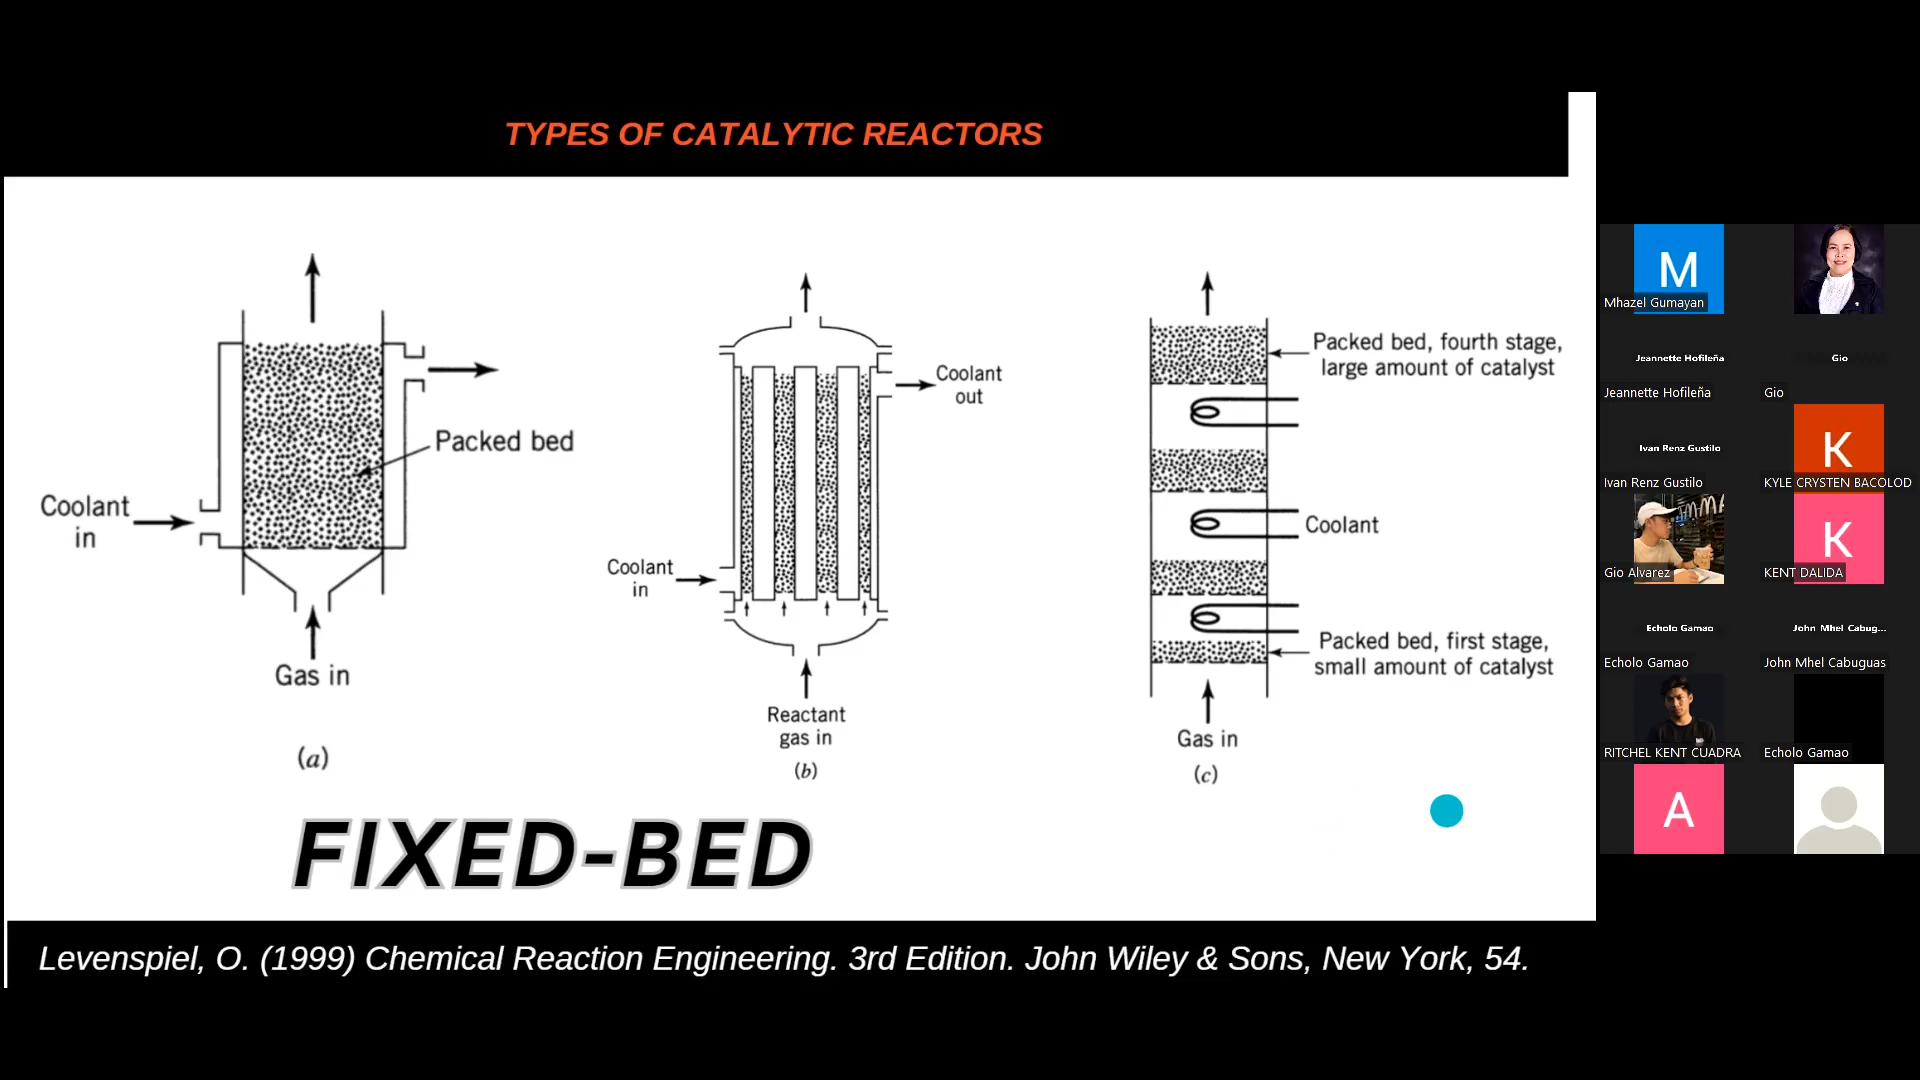 TYPES OF CATALYTIC REACTORS
Packed bed
Coolant
in
Gas in
(a)
Coolant
out
Coolant
in
Reactant
gas in
(b)
Packed bed, fourth stage,
large amount of catalyst
Coolant
Packed bed, first stage,
small amount of catalyst
Gas in
(c)
FIXED-BED
Levenspiel, O. (1999) Chemical Reaction Engineering. 3rd Edition. John Wiley & Sons, New York, 54.
M
Mhazel Gumayan
Jeannette Hofileña
Gio
Jeannette Hofileña
Gio
Ivan Renz Gustilo
K
Ivan Renz Gustilo
KYLE CRYSTEN BACOLOD
K
Gio Alvarez
KENT DALIDA
Echolo Gamao
John Mhel Cabug...
Echolo Gamao
John Mhel Cabuguas
RITCHEL KENT CUADRA
Echolo Gamao
A